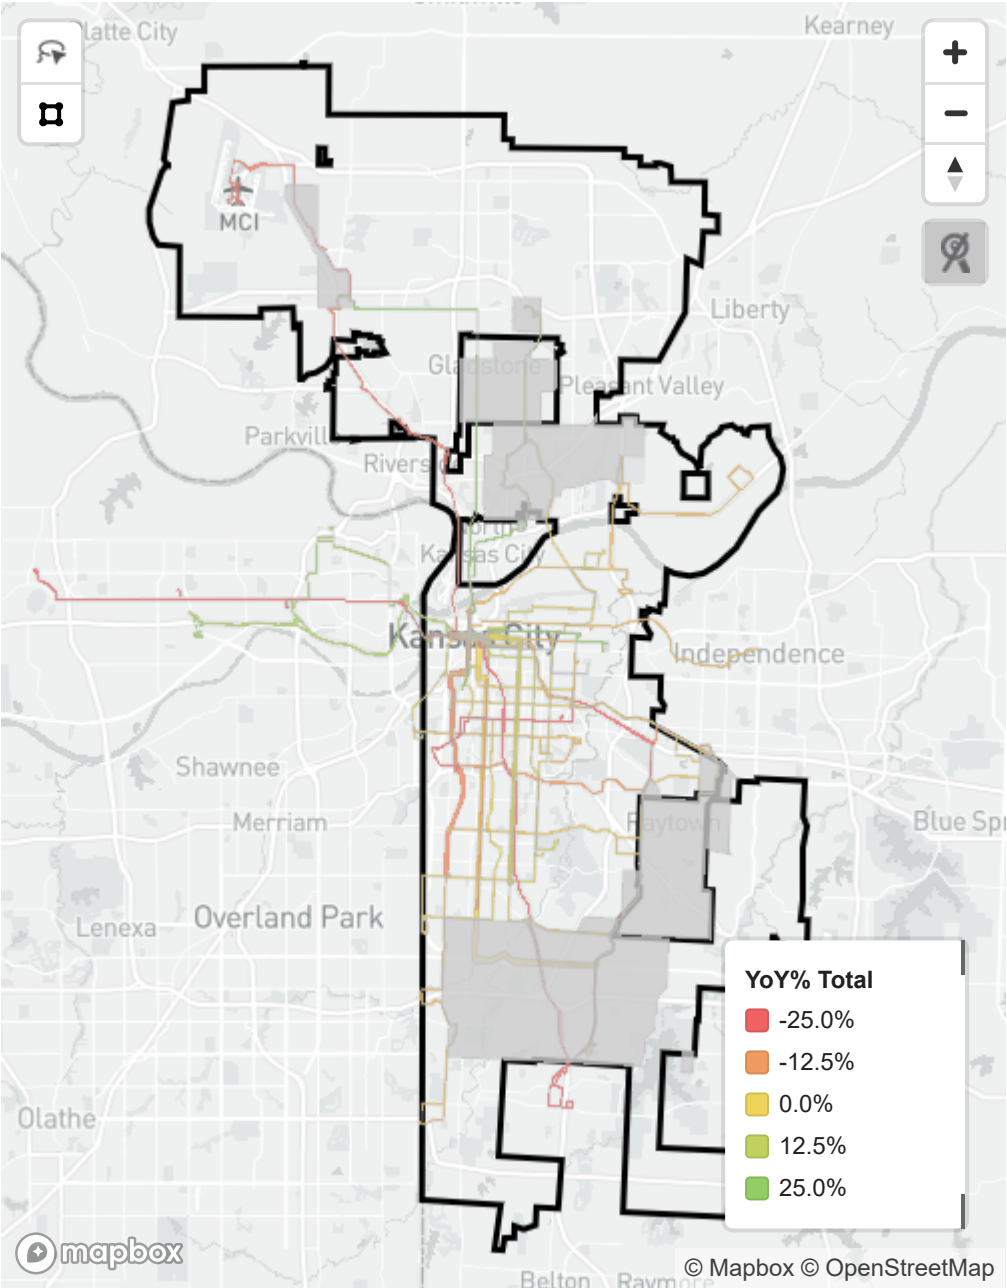 Platte City
Kearney
MCI
Liberty
Gladstone
Pleasant Valley
Parkville
North
Kansas City
Kansas City
Independence
Shawnee
Merriam
Raytown
Blue Spr
Overland Park
Lenexa
YoY% Total
-25.0%
-12.5%
0.0%
12.5%
25.0%
Olathe
mapbox
© Mapbox © OpenStreetMap
Belton
Raymore